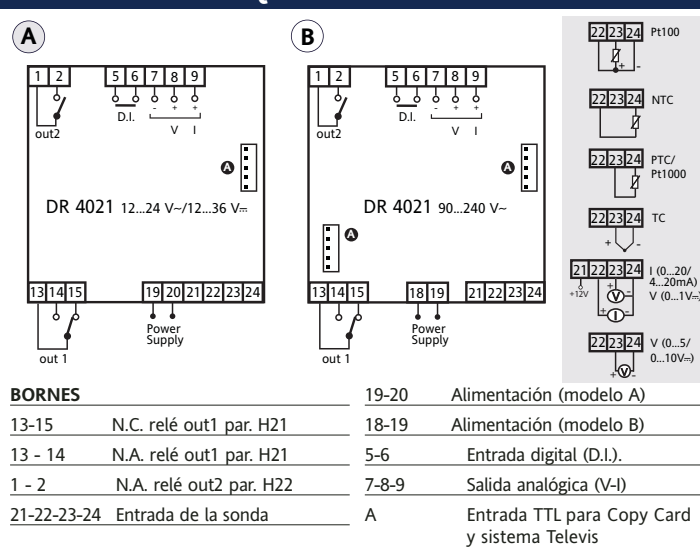 A
B
1 2 5 6 7 8 9
out2
D.I.
- + +
V I
A
DR 4021 12...24 V~/12...36 V⎓
13 14 15 19 20 21 22 23 24
Power
Supply
out 1
1 2 5 6 7 8 9
out2
D.I.
- + +
V I
A
DR 4021 90...240 V~
A
13 14 15 18 19 21 22 23 24
Power
Supply
out 1
22 23 24 Pt100
+ -
22 23 24 NTC
22 23 24 PTC/
Pt1000
22 23 24 TC
+ -
21 22 23 24 I (0...20/
4...20mA)
V (0...1V⎓)
+12V
+ V -
+ I -
22 23 24 V (0...5/
0...10V⎓)
+ V -
BORNES
13-15 N.C. relé out1 par. H21
13 - 14 N.A. relé out1 par. H21
1 - 2 N.A. relé out2 par. H22
21-22-23-24 Entrada de la sonda
19-20 Alimentación (modelo A)
18-19 Alimentación (modelo B)
5-6 Entrada digital (D.I.).
7-8-9 Salida analógica (V-I)
A Entrada TTL para Copy Card
y sistema Televis